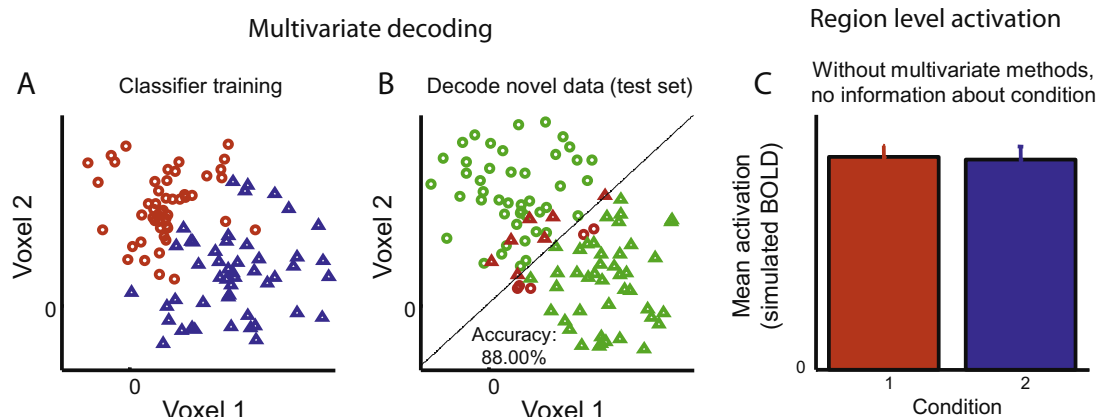 Multivariate decoding
Region level activation
A
Classifier training
Voxel 2
0
0
Voxel 1
B
Decode novel data (test set)
Voxel 2
0
Accuracy:
88.00%
0
Voxel 1
C
Without multivariate methods,
no information about condition
Mean activation
(simulated BOLD)
0
1
2
Condition